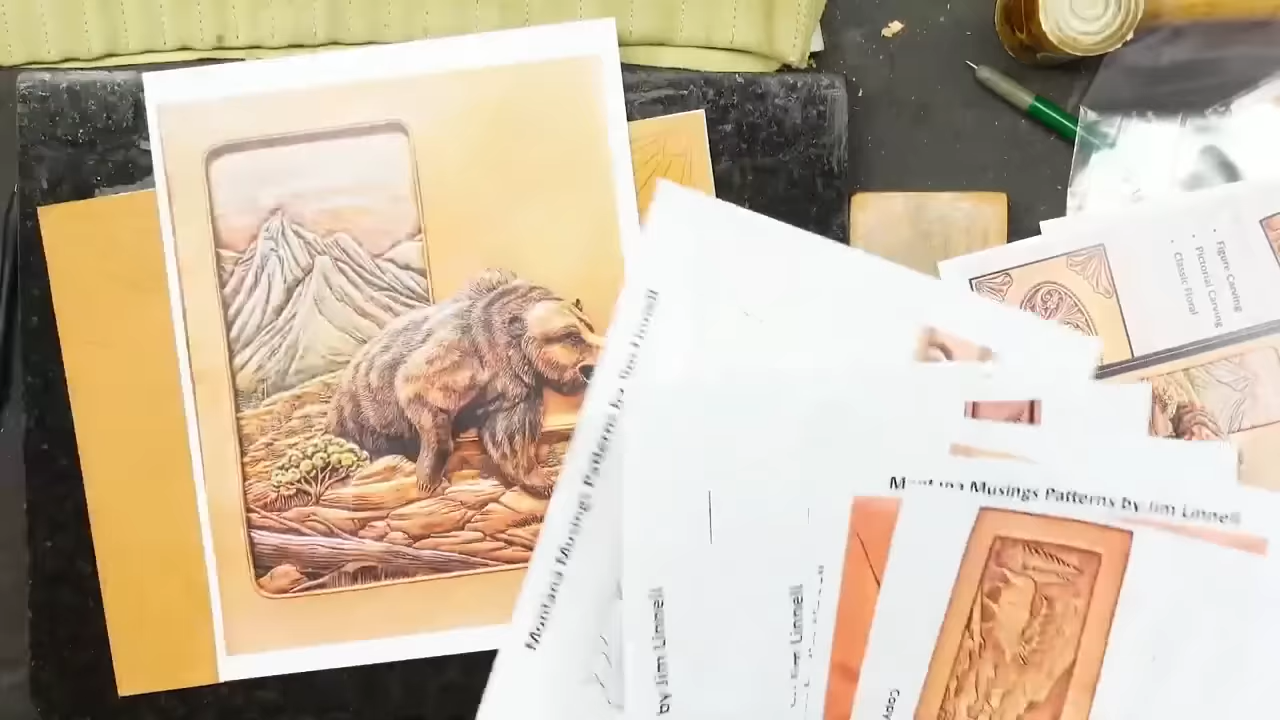 Figure Carving
Pictorial Carving
Classic Floral
Montana Musings Patterns by Jim Linnell
Montana Musings Patterns by Jim Linnell
by Jim Linnell
by Jim Linnell